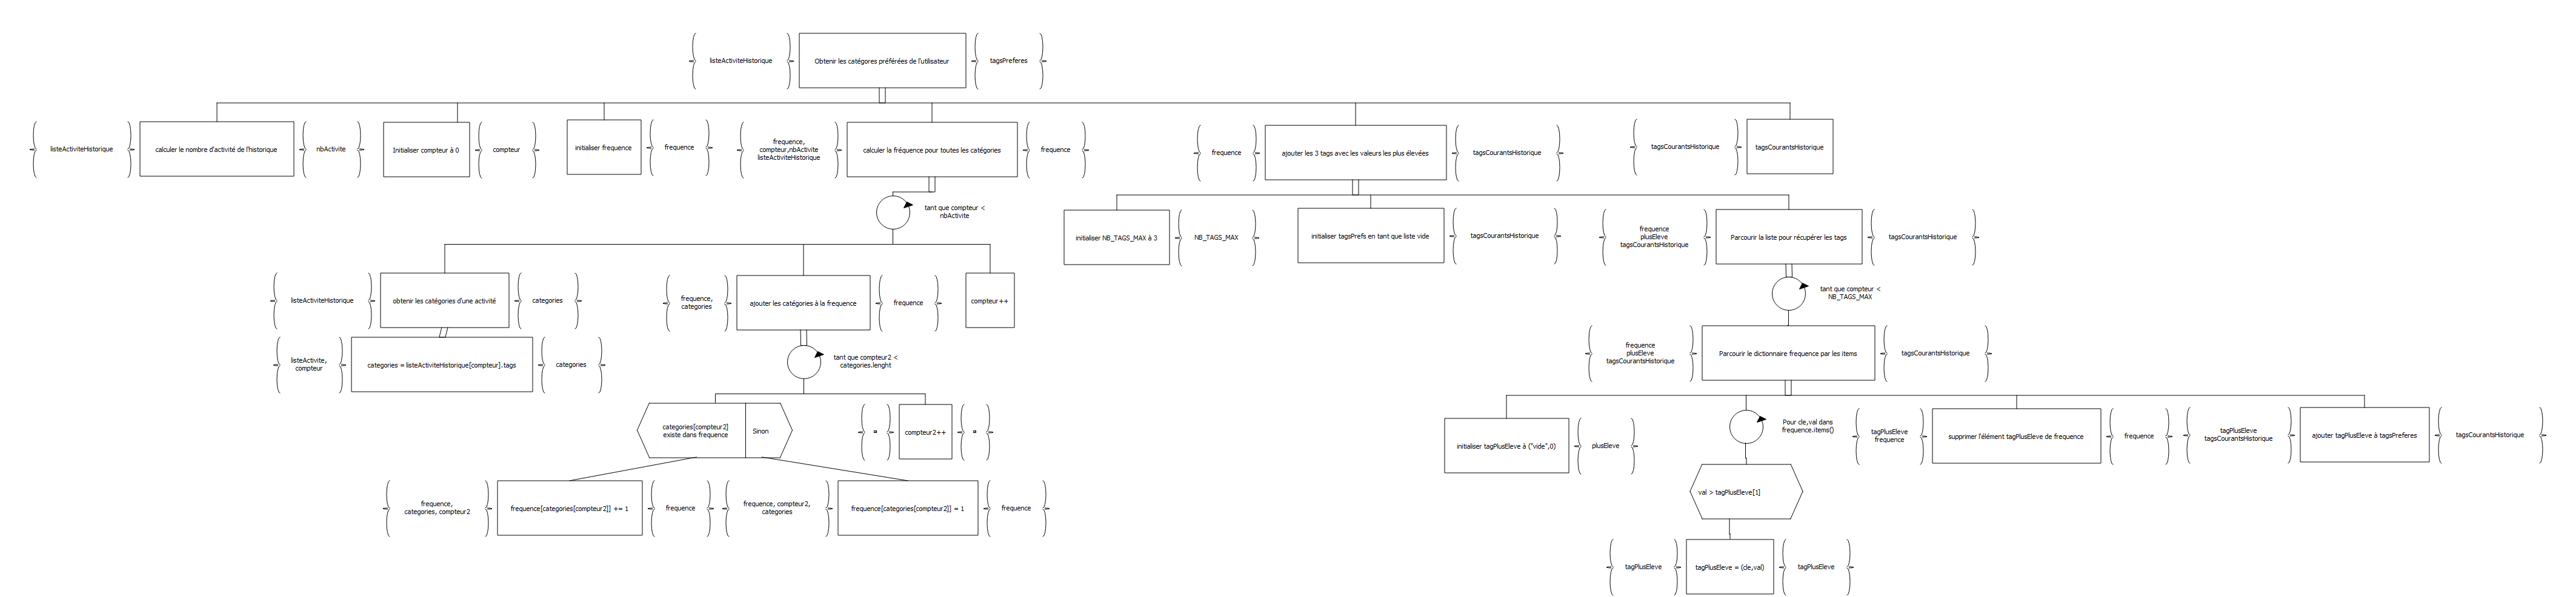 listeActiviteHistorique
Obtenir les catégores préférées de l'utilisateur
tagsPreferes
listeActiviteHistorique
calculer le nombre d'activité de l'historique
nbActivite
Initialiser compteur à 0
compteur
initialiser frequence
frequence
frequence,
compteur,nbActivite
listeActiviteHistorique
calculer la fréquence pour toutes les catégories
frequence
frequence
ajouter les 3 tags avec les valeurs les plus élevées
tagsCourantsHistorique
tagsCourantsHistorique
tagsCourantsHistorique
tant que compteur <
nbActivite
initialiser NB_TAGS_MAX à 3
NB_TAGS_MAX
initialiser tagsPrefs en tant que liste vide
tagsCourantsHistorique
frequence
plusEleve
tagsCourantsHistorique
Parcourir la liste pour récupérer les tags
tagsCourantsHistorique
listeActiviteHistorique
obtenir les catégories d'une activité
categories
frequence,
categories
ajouter les catégories à la frequence
frequence
compteur++
tant que compteur <
NB_TAGS_MAX
listeActivite,
compteur
categories = listeActiviteHistorique[compteur].tags
categories
tant que compteur2 <
categories.lenght
frequence
plusEleve
tagsCourantsHistorique
Parcourir le dictionnaire frequence par les items
tagsCourantsHistorique
categories[compteur2]
existe dans frequence
Sinon
compteur2++
initialiser tagPlusEleve à ("vide",0)
plusEleve
Pour cle,val dans
frequence.items()
tagPlusEleve
frequence
supprimer l'élément tagPlusEleve de frequence
frequence
tagPlusEleve
tagsCourantsHistorique
ajouter tagPlusEleve à tagsPreferes
tagsCourantsHistorique
frequence,
categories, compteur2
frequence[categories[compteur2]] += 1
frequence
frequence, compteur2,
categories
frequence[categories[compteur2]] = 1
frequence
val > tagPlusEleve[1]
tagPlusEleve
tagPlusEleve = (cle,val)
tagPlusEleve